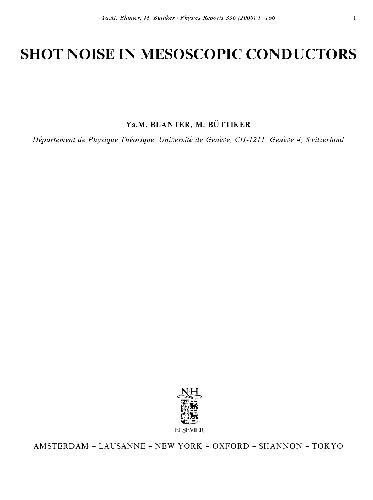 Ya.M. Blanter, M. Büttiker / Physics Reports 336 (2000) 1-166 1
SHOT NOISE IN MESOSCOPIC CONDUCTORS
Ya.M. BLANTER, M. BÜTTIKER
Département de Physique Théorique, Université de Genève, CH-1211, Genève 4, Switzerland
NH
ELSEVIER
AMSTERDAM – LAUSANNE – NEW YORK – OXFORD – SHANNON – TOKYO